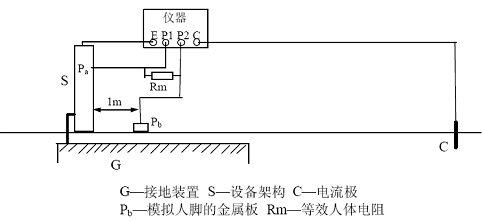 仪器
E P1 P2 C
Pa
S
Rm
1m
Pb
G
C
G—接地装置 S—设备架构 C—电流极
Pb—模拟人脚的金属板 Rm—等效人体电阻